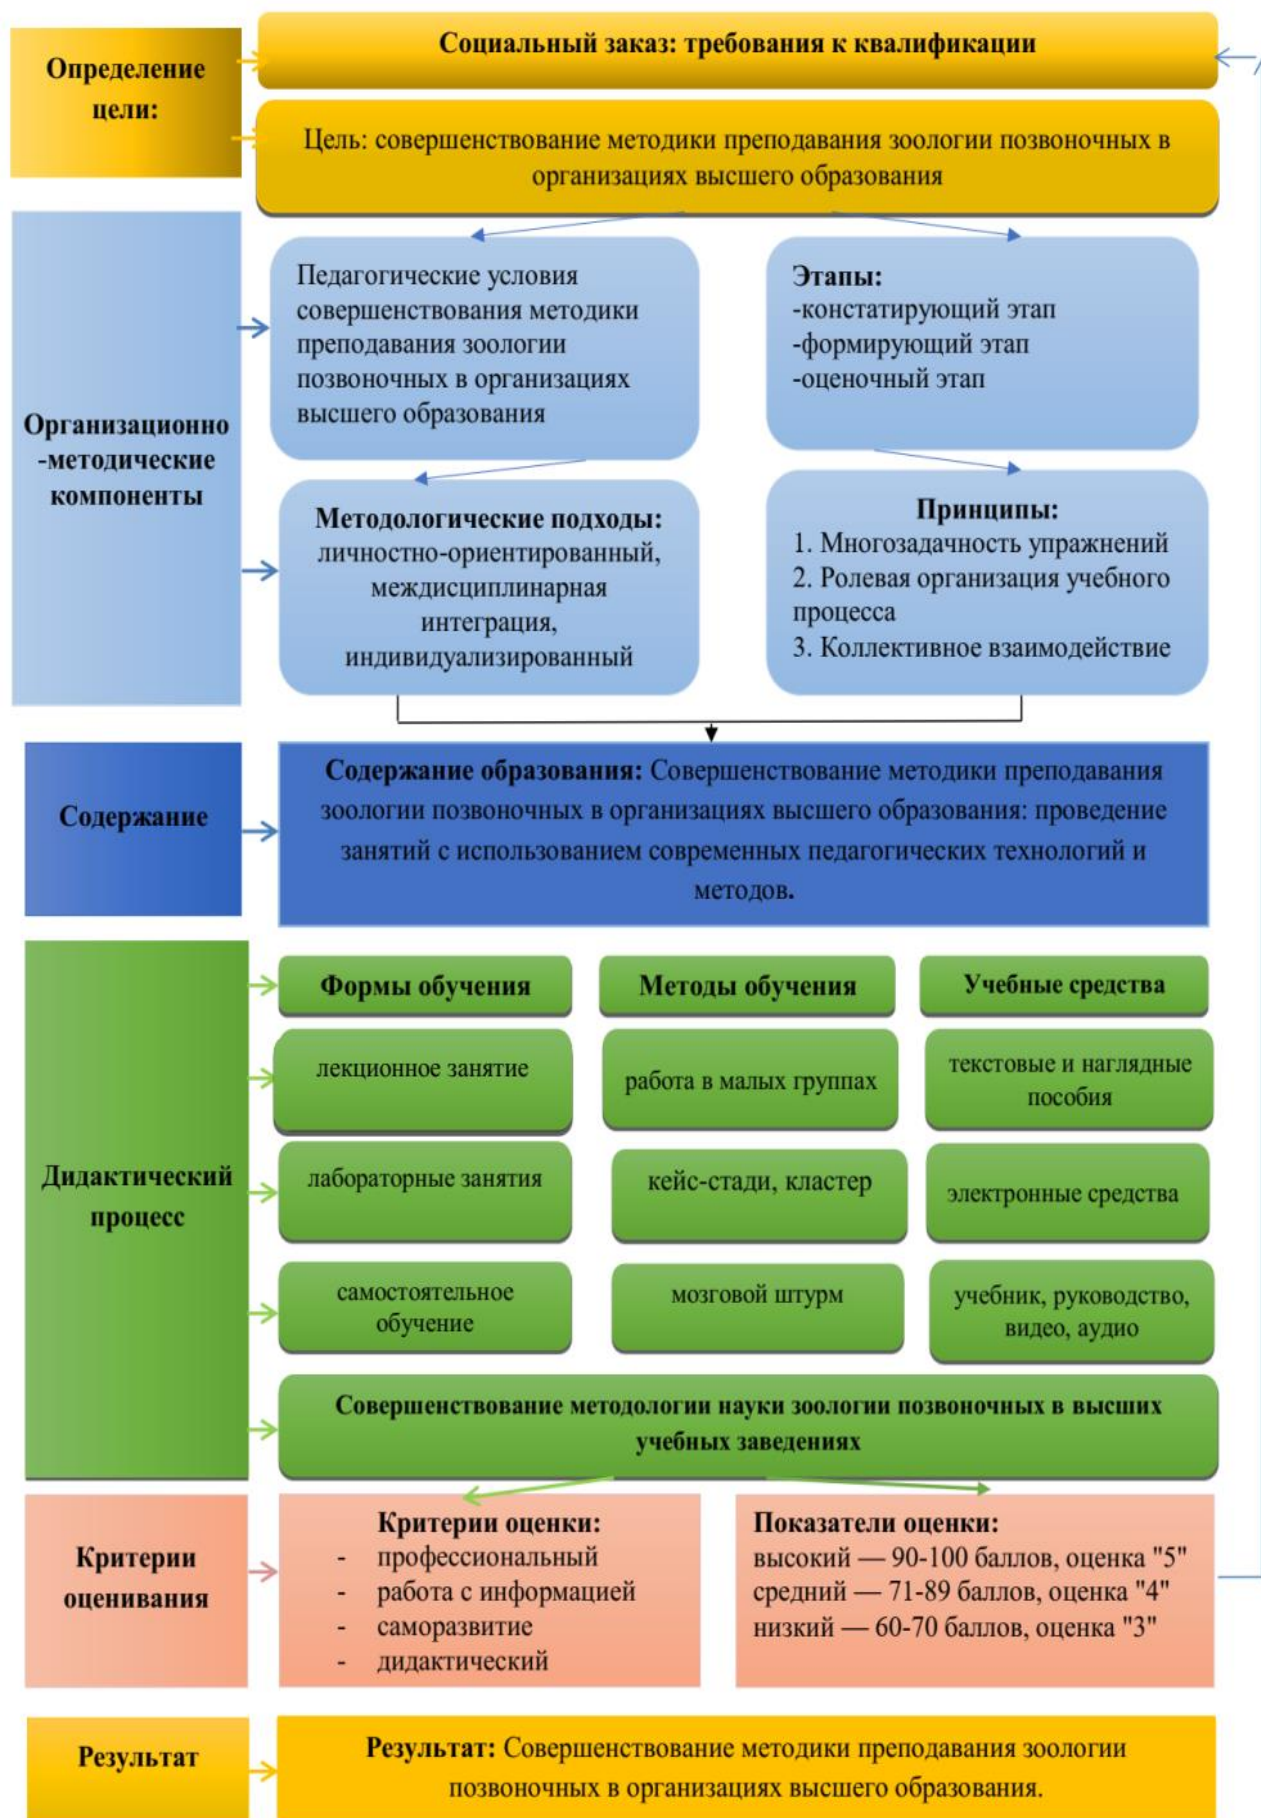 Определение
цели:
Социальный заказ: требования к квалификации
Цель: совершенствование методики преподавания зоологии позвоночных в
организациях высшего образования
Организационно
-методические
компоненты
Педагогические условия
совершенствования методики
преподавания зоологии
позвоночных в организациях
высшего образования
Этапы:
-констатирующий этап
-формирующий этап
-оценочный этап
Методологические подходы:
личностно-ориентированный,
междисциплинарная
интеграция,
индивидуализированный
Принципы:
1. Многозадачность упражнений
2. Ролевая организация учебного
процесса
3. Коллективное взаимодействие
Содержание
Содержание образования: Совершенствование методики преподавания
зоологии позвоночных в организациях высшего образования: проведение
занятий с использованием современных педагогических технологий и
методов.
Дидактический
процесс
Формы обучения
Методы обучения
Учебные средства
лекционное занятие
работа в малых группах
текстовые и наглядные
пособия
лабораторные занятия
кейс-стади, кластер
электронные средства
самостоятельное
обучение
мозговой штурм
учебник, руководство,
видео, аудио
Совершенствование методологии науки зоологии позвоночных в высших
учебных заведениях
Критерии
оценивания
Критерии оценки:
- профессиональный
- работа с информацией
- саморазвитие
- дидактический
Показатели оценки:
высокий — 90-100 баллов, оценка "5"
средний — 71-89 баллов, оценка "4"
низкий — 60-70 баллов, оценка "3"
Результат
Результат: Совершенствование методики преподавания зоологии
позвоночных в организациях высшего образования.